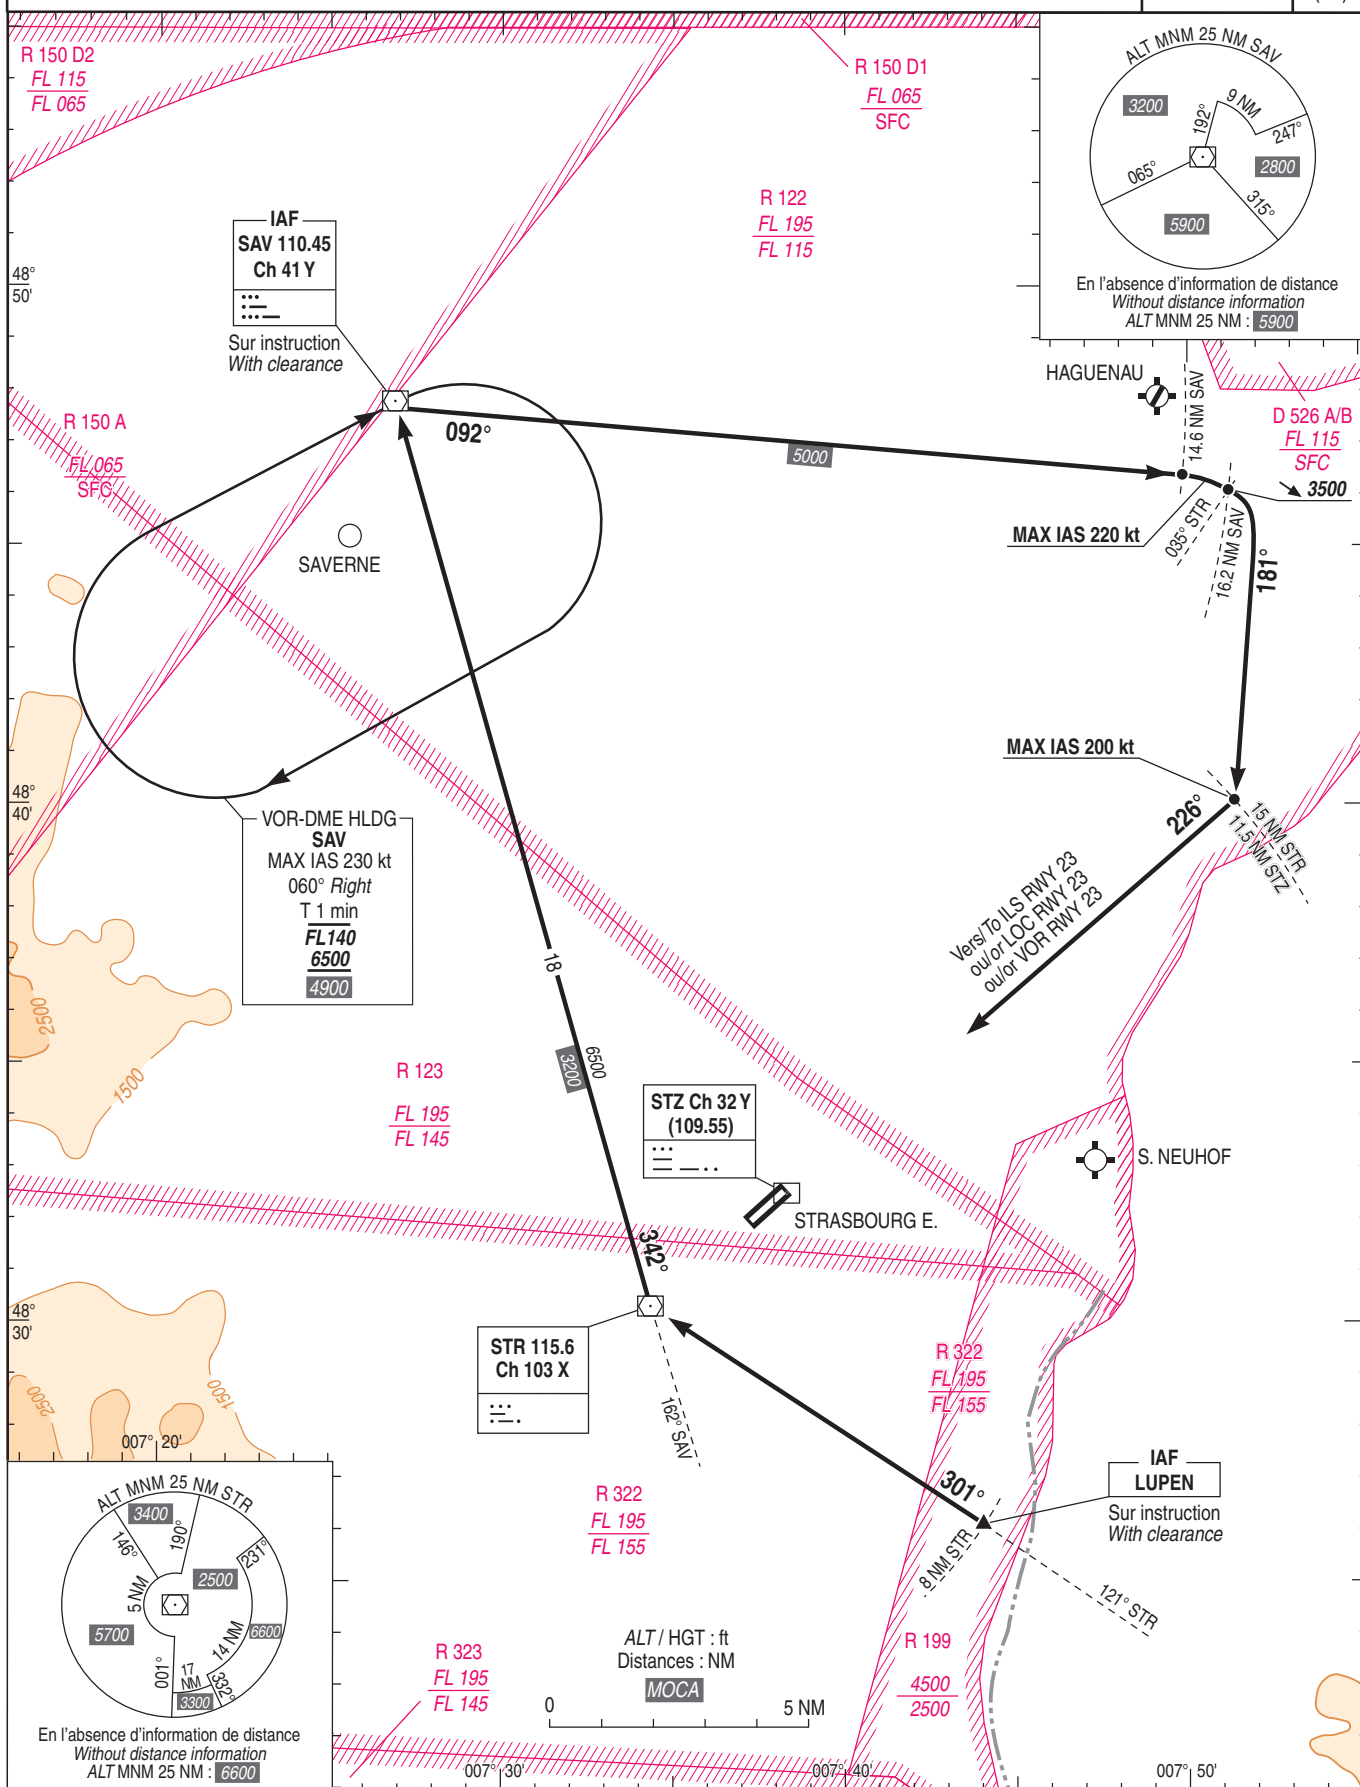 R 150 D2
FL 115
FL 065
R 150 D1
FL 065
SFC
ALT MNM 25 NM SAV
3200
192°
9 NM
247°
2800
065°
315°
5900
En l'absence d'information de distance
Without distance information
ALT MNM 25 NM : 5900
R 122
FL 195
FL 115
IAF
SAV 110.45
Ch 41 Y
Sur instruction
With clearance
48°
50'
HAGUENAU
14.6 NM SAV
D 526 A/B
FL 115
SFC
3500
R 150 A
FL 065
SFC
092°
5000
MAX IAS 220 kt
035° STR
16.2 NM SAV
181°
SAVERNE
MAX IAS 200 kt
48°
40'
226°
15 NM STR
11.5 NM STZ
Vers/To ILS RWY 23
ou/or LOC RWY 23
ou/or VOR RWY 23
VOR-DME HLDG
SAV
MAX IAS 230 kt
060° Right
T 1 min
FL140
6500
4900
18
2500
1500
3200
6500
R 123
FL 195
FL 145
STZ Ch 32 Y
(109.55)
S. NEUHOF
STRASBOURG E.
342°
48°
30'
STR 115.6
Ch 103 X
162° SAV
R 322
FL 195
FL 155
2500
1500
007° 20'
301°
IAF
LUPEN
Sur instruction
With clearance
8 NM STR
121° STR
R 322
FL 195
FL 155
ALT MNM 25 NM STR
3400
146°
190°
231°
5 NM
2500
5700
14 NM
6600
001°
17
NM
332°
3300
En l'absence d'information de distance
Without distance information
ALT MNM 25 NM : 6600
R 323
FL 195
FL 145
ALT / HGT : ft
Distances : NM
MOCA
0
5 NM
R 199
4500
2500
007° 30'
007° 40'
007° 50'